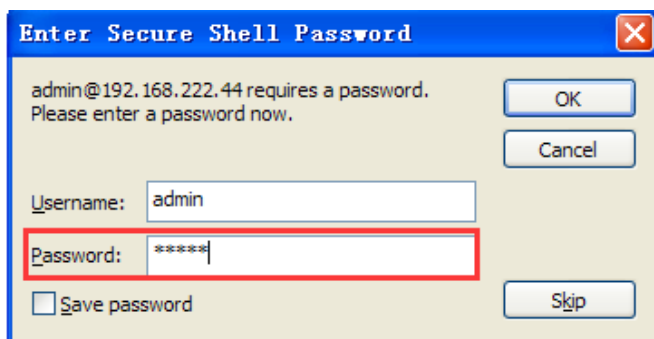 Enter Secure Shell Password
admin@192.168.222.44 requires a password.
Please enter a password now.
OK
Cancel
Username: admin
Password: *****
Save password
Skip